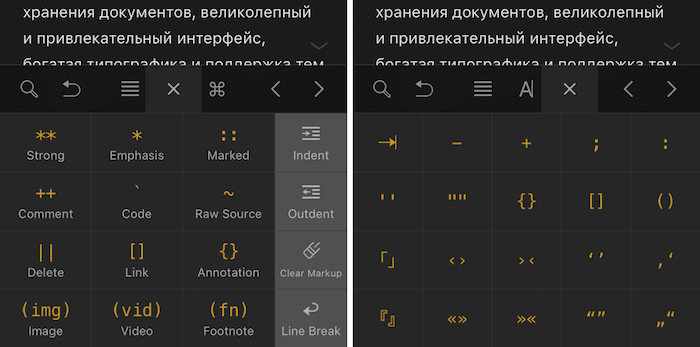 хранения документов, великолепный
и привлекательный интерфейс,
богатая типографика и поддержка тем
** * ::
Strong Emphasis Marked Indent
++ ` ~
Comment Code Raw Source Outdent
|| [] {}
Delete Link Annotation Clear Markup
(img) (vid) (fn)
Image Video Footnote Line Break
хранения документов, великолепный
и привлекательный интерфейс,
богатая типографика и поддержка тем
A
→| − + ; :
'' "" {} [] ()
「」 ‹› ›‹ ‘’ ‚‘
『』 «» »« “” „“